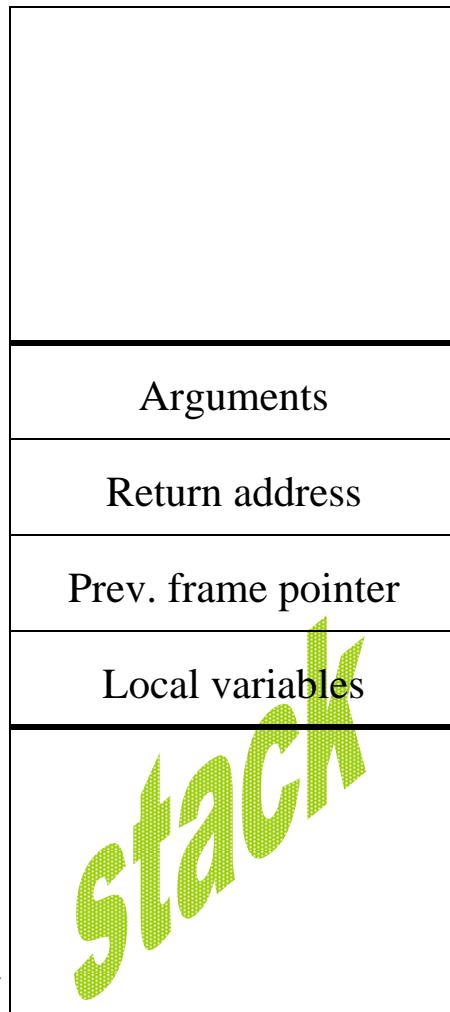 Arguments
Return address
Prev. frame pointer
Local variables
stack